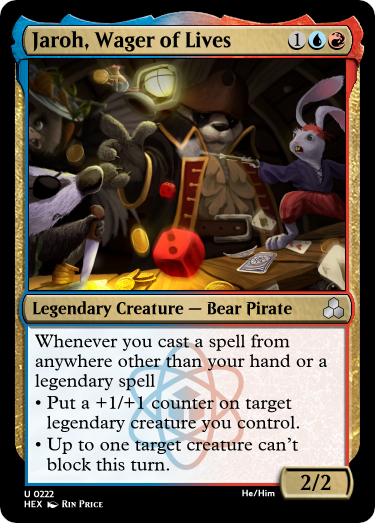 Jaroh, Wager of Lives 1
Legendary Creature — Bear Pirate
Whenever you cast a spell from
anywhere other than your hand or a
legendary spell
• Put a +1/+1 counter on target
legendary creature you control.
• Up to one target creature can't
block this turn.
2/2
U 0222
He/Him
HEX Rin Price